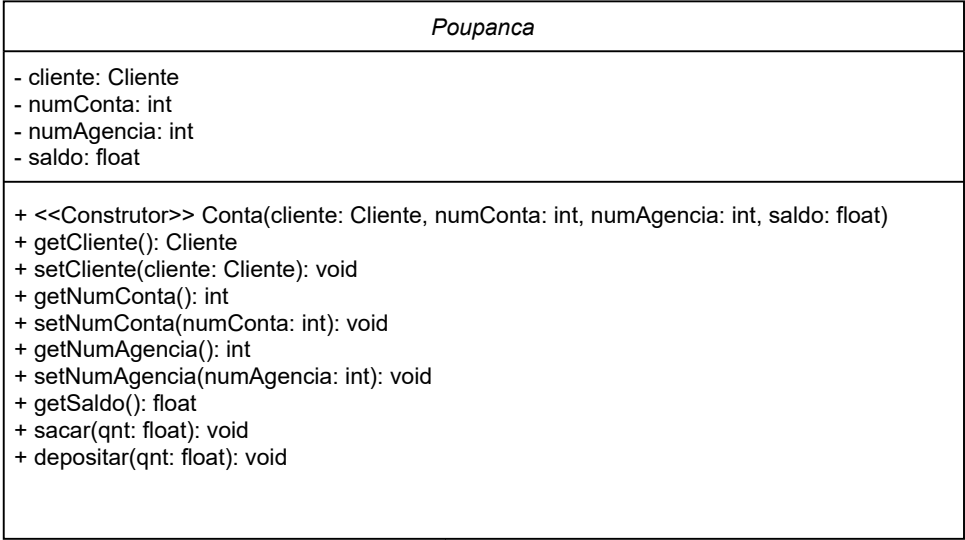 Poupanca
- cliente: Cliente
- numConta: int
- numAgencia: int
- saldo: float
+ <<Construtor>> Conta(cliente: Cliente, numConta: int, numAgencia: int, saldo: float)
+ getCliente(): Cliente
+ setCliente(cliente: Cliente): void
+ getNumConta(): int
+ setNumConta(numConta: int): void
+ getNumAgencia(): int
+ setNumAgencia(numAgencia: int): void
+ getSaldo(): float
+ sacar(qnt: float): void
+ depositar(qnt: float): void